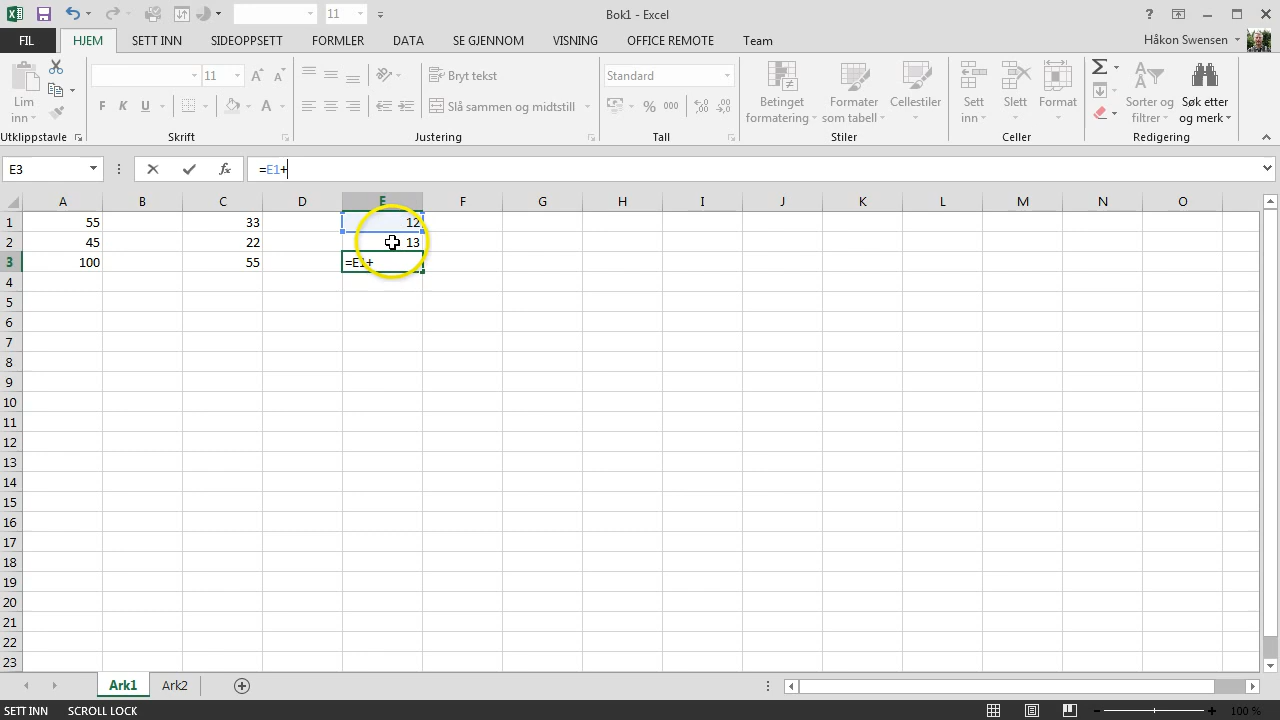 11 Bok1 - Excel ?
FIL HJEM SETT INN SIDEOPPSETT FORMLER DATA SE GJENNOM VISNING OFFICE REMOTE Team Håkon Swensen
11 A A Bryt tekst Standard Σ A Z
Lim inn F K U A Slå sammen og midtstill % 000 Betinget formatering Formater som tabell Cellestiler Sett inn Slett Format Sorter og filtrer Søk etter og merk
Utklippstavle Skrift Justering Tall Stiler Celler Redigering
E3 fx =E1+
A B C D E F G H I J K L M N O
1 55 33 12
2 45 22 13
3 100 55 =E1+
4
5
6
7
8
9
10
11
12
13
14
15
16
17
18
19
20
21
22
23
Ark1 Ark2
SETT INN SCROLL LOCK 100 %